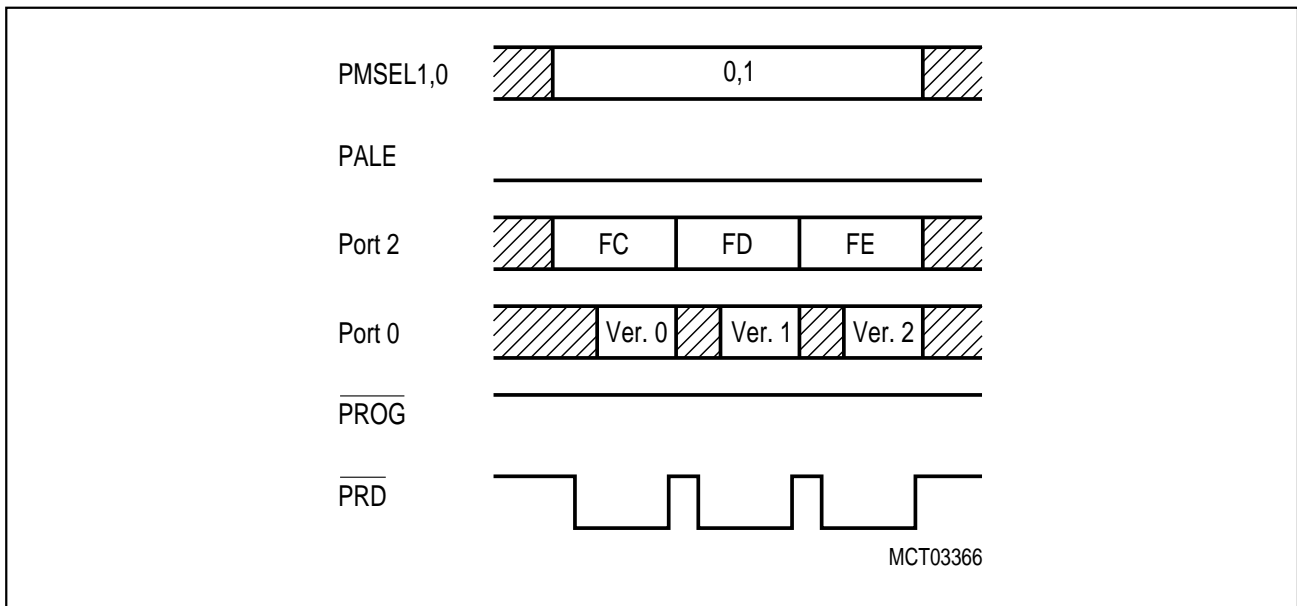 PMSEL1,0 0,1
PALE
Port 2 FC FD FE
Port 0 Ver. 0 Ver. 1 Ver. 2
PROG
PRD
MCT03366